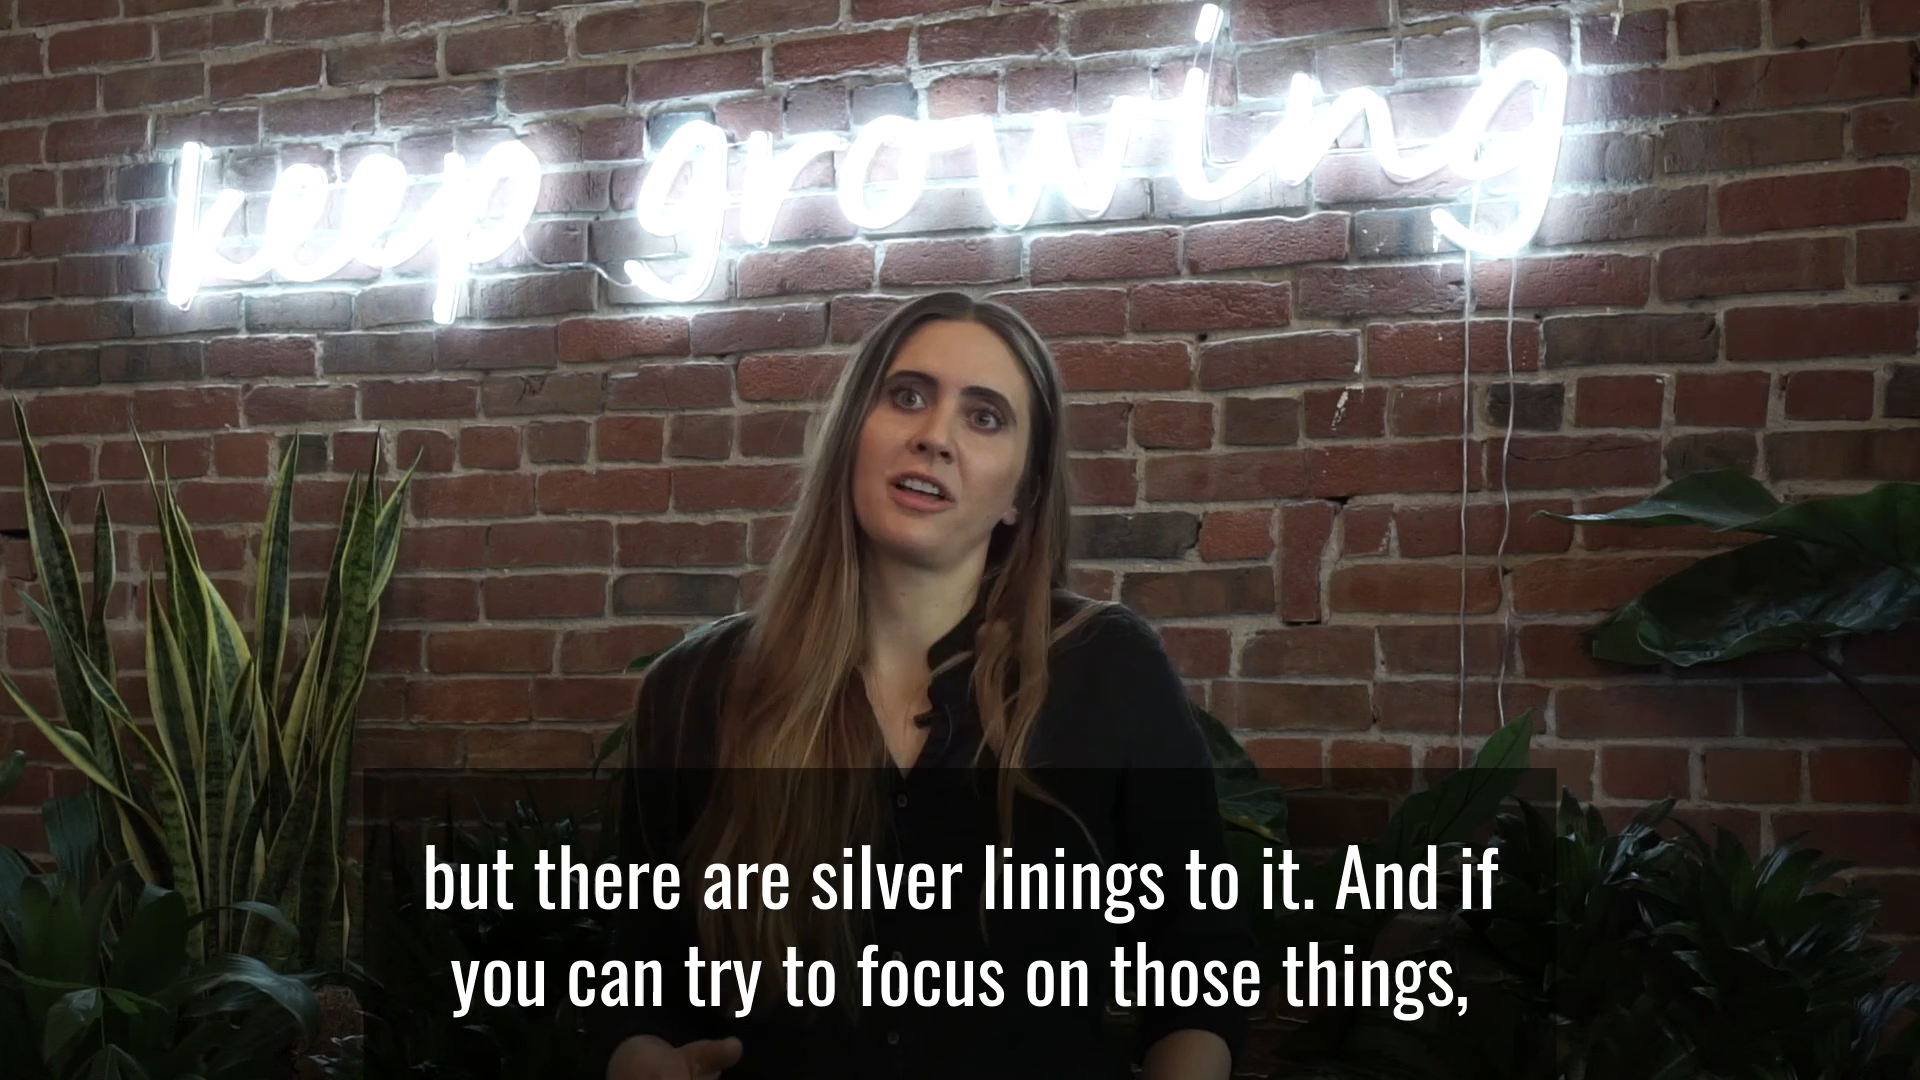 keep growing
but there are silver linings to it. And if
you can try to focus on those things,